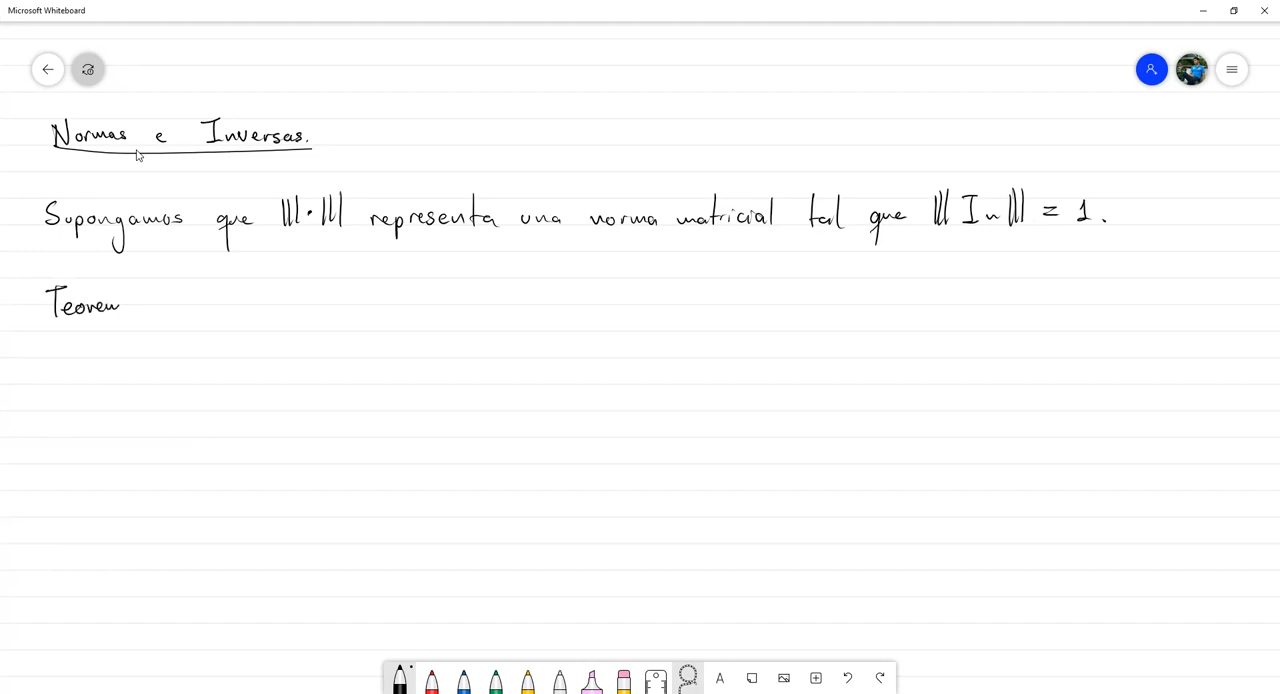 Microsoft Whiteboard
Normas e Inversas.
Supongamos que |||·||| representa una norma matricial tal que ||| In ||| = 1.
Teorem
A